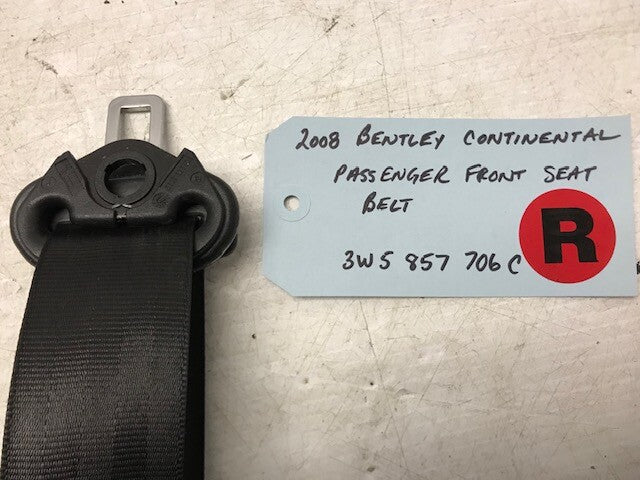 2008 BENTLEY CONTINENTAL
PASSENGER FRONT SEAT
BELT
3W5 857 706 C
R